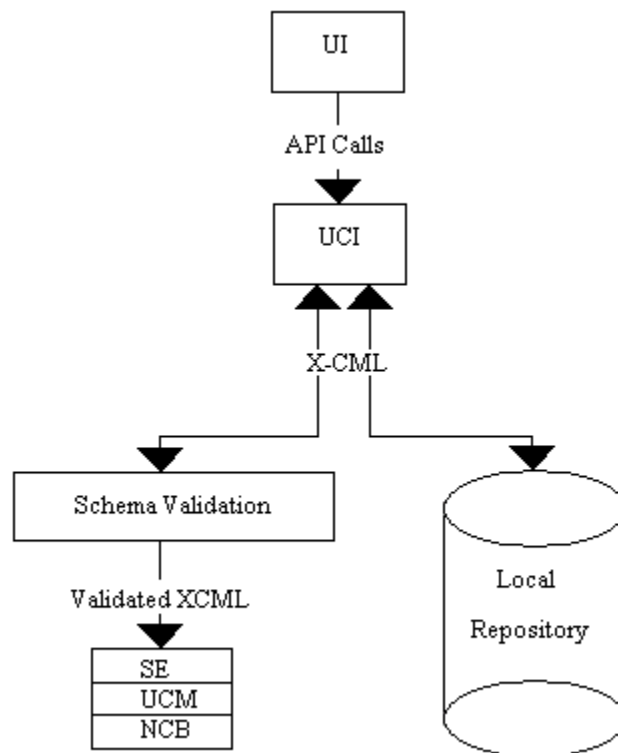 UI
API Calls
UCI
X-CML
Schema Validation
Local
Repository
Validated XCML
SE
UCM
NCB